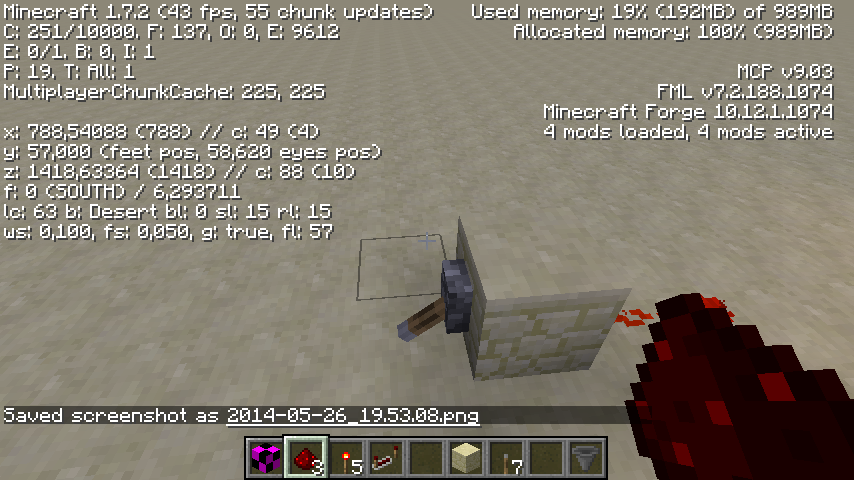 Minecraft 1.7.2 (43 fps, 55 chunk updates)
C: 251/10000. F: 137, O: 0, E: 9612
E: 0/1. B: 0, I: 1
P: 19. T: All: 1
MultiplayerChunkCache: 225, 225
x: 788,54088 (788) // c: 49 (4)
y: 57,000 (feet pos, 58,620 eyes pos)
z: 1418,63364 (1418) // c: 88 (10)
f: 0 (SOUTH) / 6,293711
lc: 63 b: Desert bl: 0 sl: 15 rl: 15
ws: 0,100, fs: 0,050, g: true, fl: 57
Used memory: 19% (192MB) of 989MB
Allocated memory: 100% (989MB)
MCP v9.03
FML v7.2.188.1074
Minecraft Forge 10.12.1.1074
4 mods loaded, 4 mods active
Saved screenshot as 2014-05-26_19.53.08.png
3 5 7